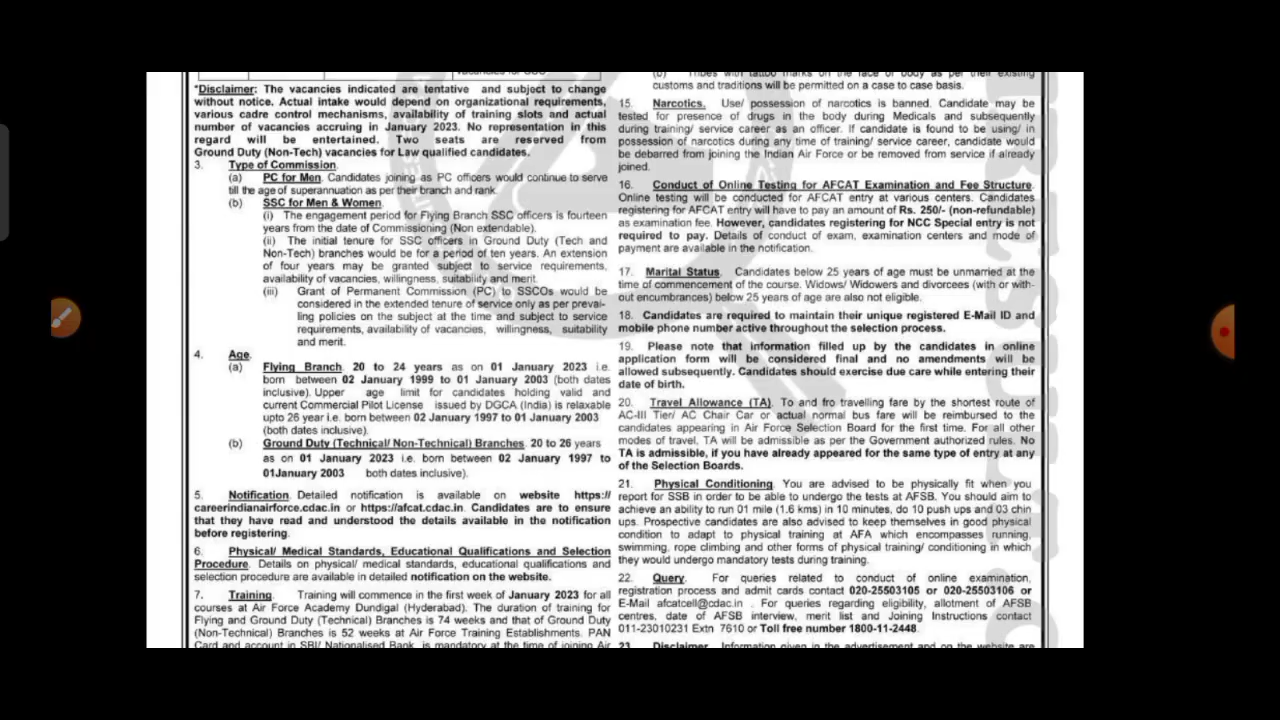 vacancies for SSC
*Disclaimer: The vacancies indicated are tentative and subject to change
without notice. Actual intake would depend on organizational requirements,
various cadre control mechanisms, availability of training slots and actual
number of vacancies accruing in January 2023. No representation in this
regard will be entertained. Two seats are reserved from
Ground Duty (Non-Tech) vacancies for Law qualified candidates.
3. Type of Commission.
(a) PC for Men. Candidates joining as PC officers would continue to serve
till the age of superannuation as per their branch and rank.
(b) SSC for Men & Women.
(i) The engagement period for Flying Branch SSC officers is fourteen
years from the date of Commissioning (Non extendable).
(ii) The initial tenure for SSC officers in Ground Duty (Tech and
Non-Tech) branches would be for a period of ten years. An extension
of four years may be granted subject to service requirements,
availability of vacancies, willingness, suitability and merit.
(iii) Grant of Permanent Commission (PC) to SSCOs would be
considered in the extended tenure of service only as per prevai-
ling policies on the subject at the time and subject to service
requirements, availability of vacancies, willingness, suitability
and merit.
4. Age.
(a) Flying Branch. 20 to 24 years as on 01 January 2023 i.e.
born between 02 January 1999 to 01 January 2003 (both dates
inclusive). Upper age limit for candidates holding valid and
current Commercial Pilot License issued by DGCA (India) is relaxable
upto 26 year i.e. born between 02 January 1997 to 01 January 2003
(both dates inclusive).
(b) Ground Duty (Technical/ Non-Technical) Branches. 20 to 26 years
as on 01 January 2023 i.e. born between 02 January 1997 to
01January 2003 both dates inclusive).
5. Notification. Detailed notification is available on website https://
careerindianairforce.cdac.in or https://afcat.cdac.in. Candidates are to ensure
that they have read and understood the details available in the notification
before registering.
6. Physical/ Medical Standards, Educational Qualifications and Selection
Procedure. Details on physical/ medical standards, educational qualifications and
selection procedure are available in detailed notification on the website.
7. Training. Training will commence in the first week of January 2023 for all
courses at Air Force Academy Dundigal (Hyderabad). The duration of training for
Flying and Ground Duty (Technical) Branches is 74 weeks and that of Ground Duty
(Non-Technical) Branches is 52 weeks at Air Force Training Establishments. PAN
Card and account in SBI/ Nationalised Bank is mandatory at the time of joining Air
(b) Tribes with tattoo marks on the face or body as per their existing
customs and traditions will be permitted on a case to case basis.
15. Narcotics. Use/ possession of narcotics is banned. Candidate may be
tested for presence of drugs in the body during Medicals and subsequently
during training/ service career as an officer. If candidate is found to be using/ in
possession of narcotics during any time of training/ service career, candidate would
be debarred from joining the Indian Air Force or be removed from service if already
joined.
16. Conduct of Online Testing for AFCAT Examination and Fee Structure.
Online testing will be conducted for AFCAT entry at various centers. Candidates
registering for AFCAT entry will have to pay an amount of Rs. 250/- (non-refundable)
as examination fee. However, candidates registering for NCC Special entry is not
required to pay. Details of conduct of exam, examination centers and mode of
payment are available in the notification.
17. Marital Status. Candidates below 25 years of age must be unmarried at the
time of commencement of the course. Widows/ Widowers and divorcees (with or with-
out encumbrances) below 25 years of age are also not eligible.
18. Candidates are required to maintain their unique registered E-Mail ID and
mobile phone number active throughout the selection process.
19. Please note that information filled up by the candidates in online
application form will be considered final and no amendments will be
allowed subsequently. Candidates should exercise due care while entering their
date of birth.
20. Travel Allowance (TA). To and fro travelling fare by the shortest route of
AC-III Tier/ AC Chair Car or actual normal bus fare will be reimbursed to the
candidates appearing in Air Force Selection Board for the first time. For all other
modes of travel, TA will be admissible as per the Government authorized rules. No
TA is admissible, if you have already appeared for the same type of entry at any
of the Selection Boards.
21. Physical Conditioning. You are advised to be physically fit when you
report for SSB in order to be able to undergo the tests at AFSB. You should aim to
achieve an ability to run 01 mile (1.6 kms) in 10 minutes, do 10 push ups and 03 chin
ups. Prospective candidates are also advised to keep themselves in good physical
condition to adapt to physical training at AFA which encompasses running,
swimming, rope climbing and other forms of physical training/ conditioning in which
they would undergo mandatory tests during training.
22. Query. For queries related to conduct of online examination,
registration process and admit cards contact 020-25503105 or 020-25503106 or
E-Mail afcatcell@cdac.in . For queries regarding eligibility, allotment of AFSB
centres, date of AFSB interview, merit list and Joining Instructions contact
011-23010231 Extn 7610 or Toll free number 1800-11-2448.
23. Disclaimer. Information given in the advertisement and on the website are